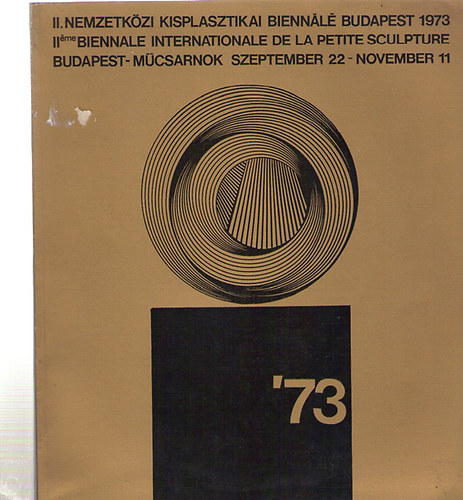 II. NEMZETKÖZI KISPLASZTIKAI BIENNÁLÉ BUDAPEST 1973
IIème BIENNALE INTERNATIONALE DE LA PETITE SCULPTURE
BUDAPEST - MŰCSARNOK SZEPTEMBER 22 - NOVEMBER 11
'73